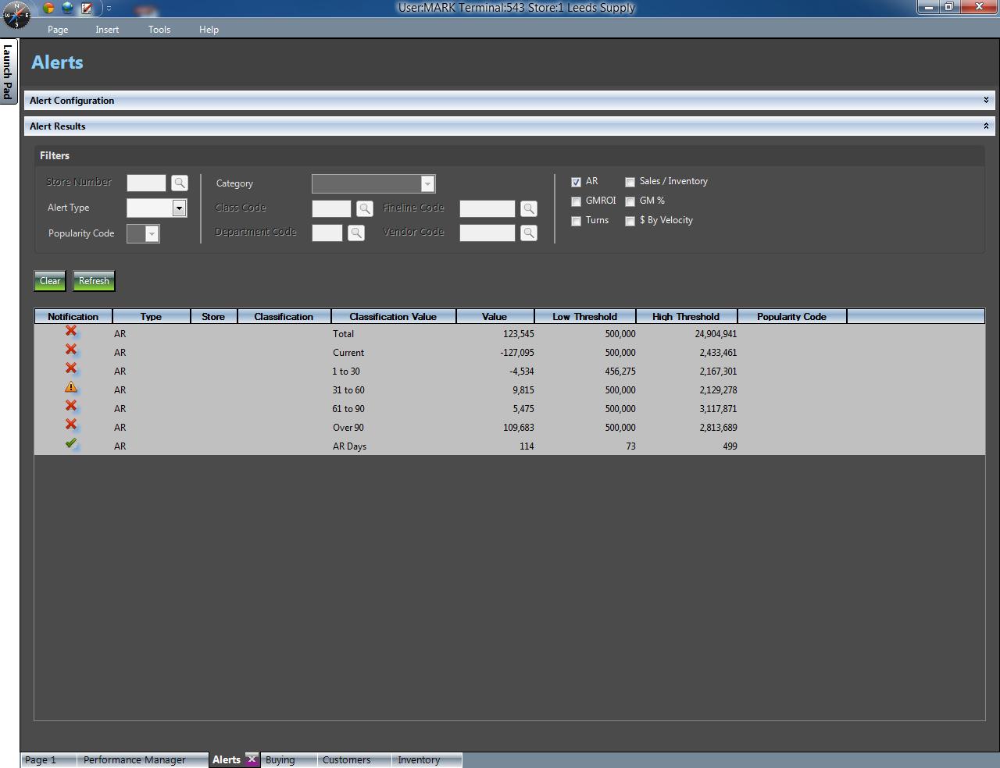 User:MARK Terminal:543 Store:1 Leeds Supply
N
W E
S
Page Insert Tools Help
Launch Pad
Alerts
Alert Configuration
Alert Results
Filters
Store Number
Alert Type
Popularity Code
Category
Class Code Fineline Code
Department Code Vendor Code
AR Sales / Inventory
GMROI GM %
Turns $ By Velocity
Clear Refresh
Notification Type Store Classification Classification Value Value Low Threshold High Threshold Popularity Code
AR Total 123,545 500,000 24,904,941
AR Current -127,095 500,000 2,433,461
AR 1 to 30 -4,534 456,275 2,167,301
AR 31 to 60 9,815 500,000 2,129,278
AR 61 to 90 5,475 500,000 3,117,871
AR Over 90 109,683 500,000 2,813,689
AR AR Days 114 73 499
Page 1 Performance Manager Alerts X Buying Customers Inventory